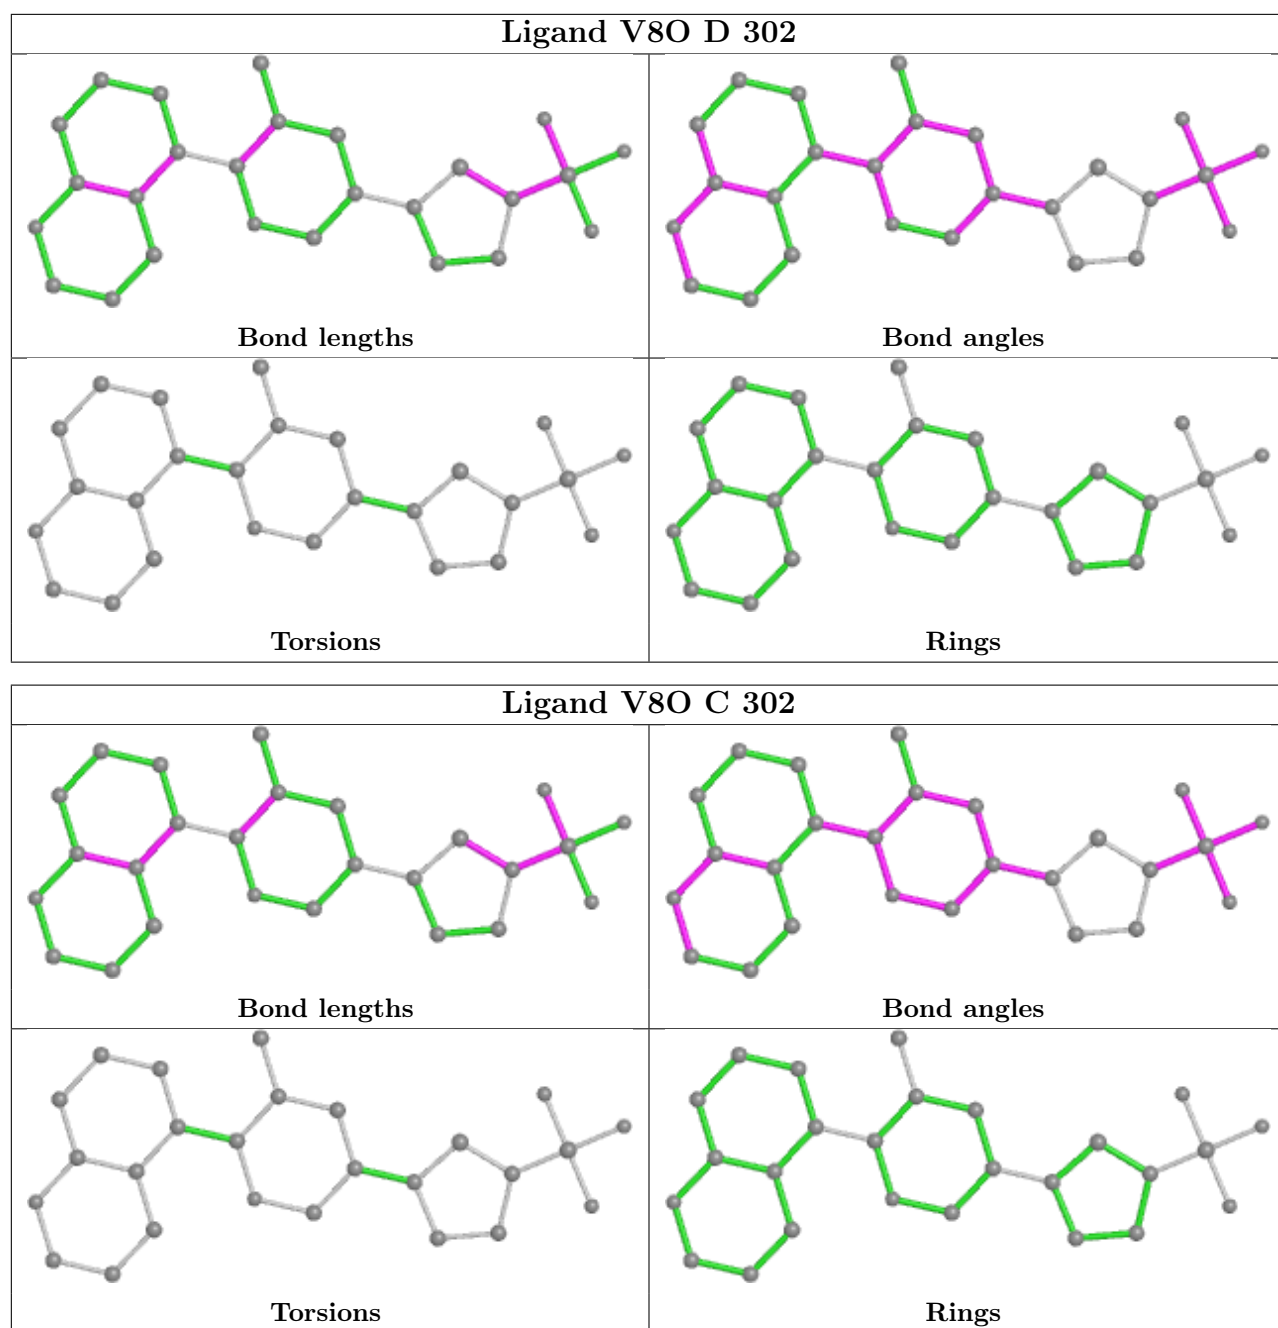 Ligand V8O D 302
Bond lengths
Bond angles
Torsions
Rings
Ligand V8O C 302
Bond lengths
Bond angles
Torsions
Rings